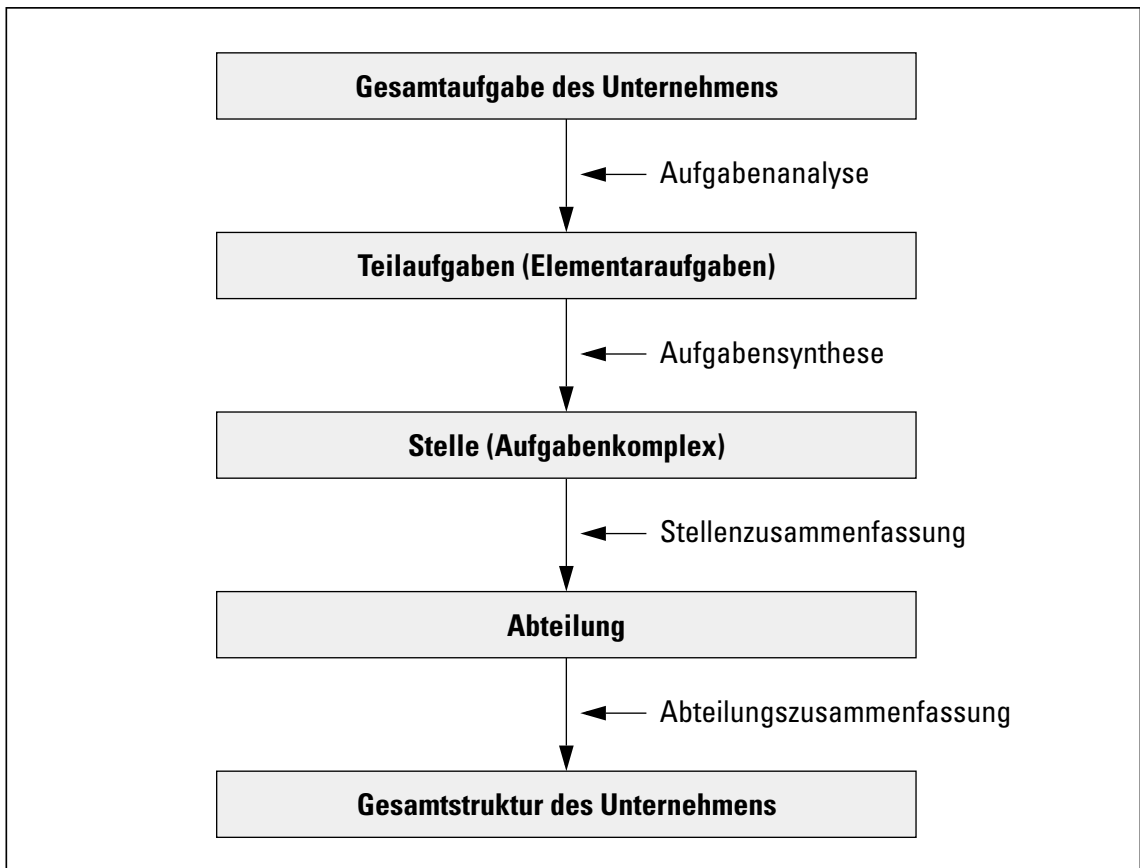 Gesamtaufgabe des Unternehmens
Aufgabenanalyse
Teilaufgaben (Elementaraufgaben)
Aufgabensynthese
Stelle (Aufgabenkomplex)
Stellenzusammenfassung
Abteilung
Abteilungszusammenfassung
Gesamtstruktur des Unternehmens